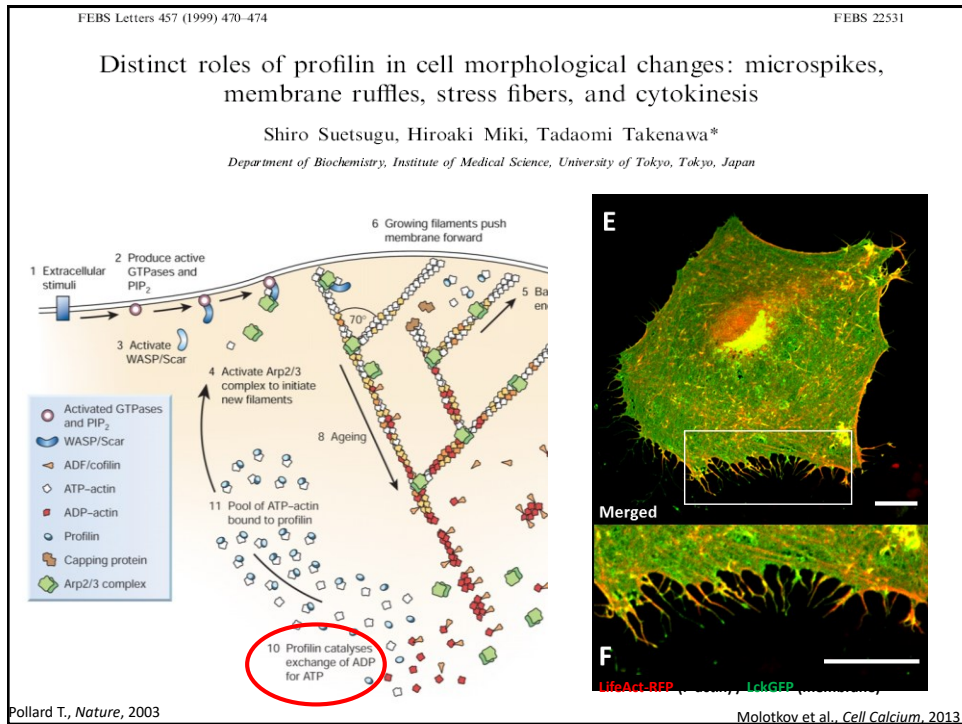 FEBS Letters 457 (1999) 470–474
FEBS 22531
Distinct roles of profilin in cell morphological changes: microspikes,
membrane ruffles, stress fibers, and cytokinesis
Shiro Suetsugu, Hiroaki Miki, Tadaomi Takenawa*
Department of Biochemistry, Institute of Medical Science, University of Tokyo, Tokyo, Japan
1 Extracellular
stimuli
2 Produce active
GTPases and
PIP2
3 Activate
WASP/Scar
6 Growing filaments push
membrane forward
70°
5
4 Activate Arp2/3
complex to initiate
new filaments
8 Ageing
11 Pool of ATP–actin
bound to profilin
10 Profilin catalyses
exchange of ADP
for ATP
Activated GTPases
and PIP2
WASP/Scar
ADF/cofilin
ATP–actin
ADP–actin
Profilin
Capping protein
Arp2/3 complex
E
Merged
F
LifeAct-RFP LckGFP (membrane)
Pollard T., Nature, 2003
Molotkov et al., Cell Calcium, 2013